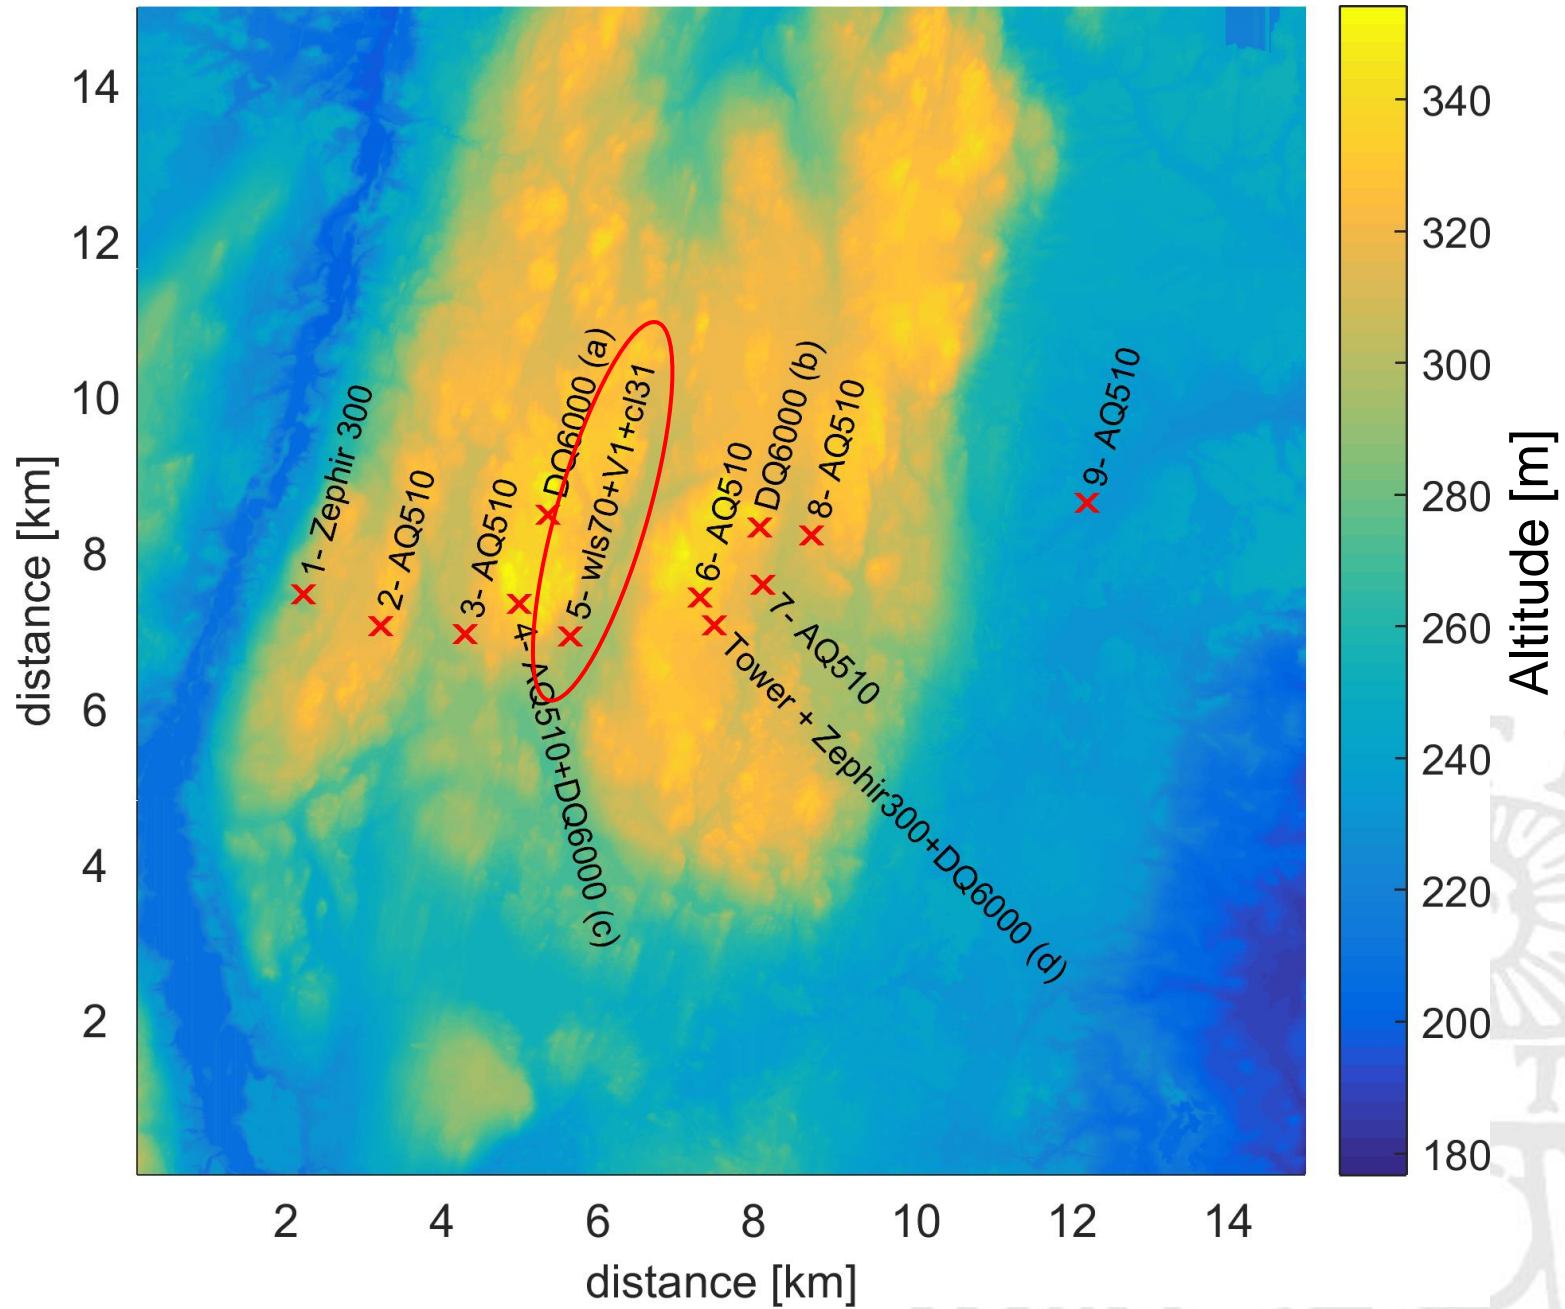 14
12
10
8
6
4
2
distance [km]
1- Zephir 300
2- AQ510
3- AQ510
DQ6000 (a)
5- wls70+V1+cl31
4- AQ510+DQ6000 (c)
6- AQ510
DQ6000 (b)
8- AQ510
7- AQ510
Tower + Zephir300+DQ6000 (d)
9- AQ510
2
4
6
8
10
12
14
distance [km]
340
320
300
280
260
240
220
200
180
Altitude [m]